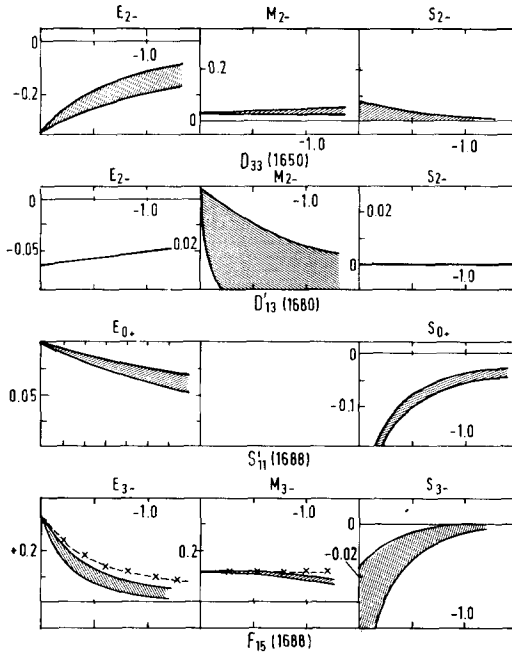 E₂₋ M₂₋ S₂₋
0 -1.0 0.2
-0.2 0 -1.0 -1.0
D₃₃ (1650)
E₂₋ M₂₋ S₂₋
0 -1.0 -1.0 0.02
-0.05 0.02 0 -1.0
D'₁₃ (1680)
E₀₊ S₀₊
0
0.05 -0.1 -1.0
S'₁₁ (1688)
E₃₋ M₃₋ S₃₋
-1.0 -1.0 0
+0.2 0.2 -0.02
-1.0
F₁₅ (1688)